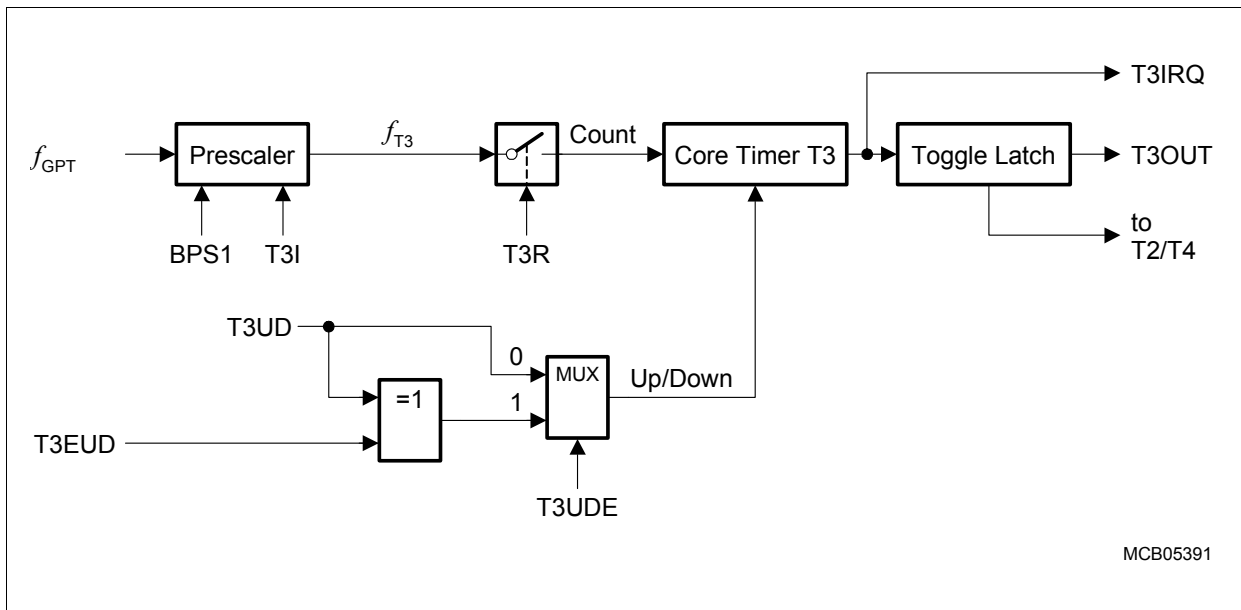 T3IRQ
fGPT
Prescaler
fT3
Count
Core Timer T3
Toggle Latch
T3OUT
BPS1
T3I
T3R
to
T2/T4
T3UD
0
MUX
Up/Down
=1
1
T3EUD
T3UDE
MCB05391